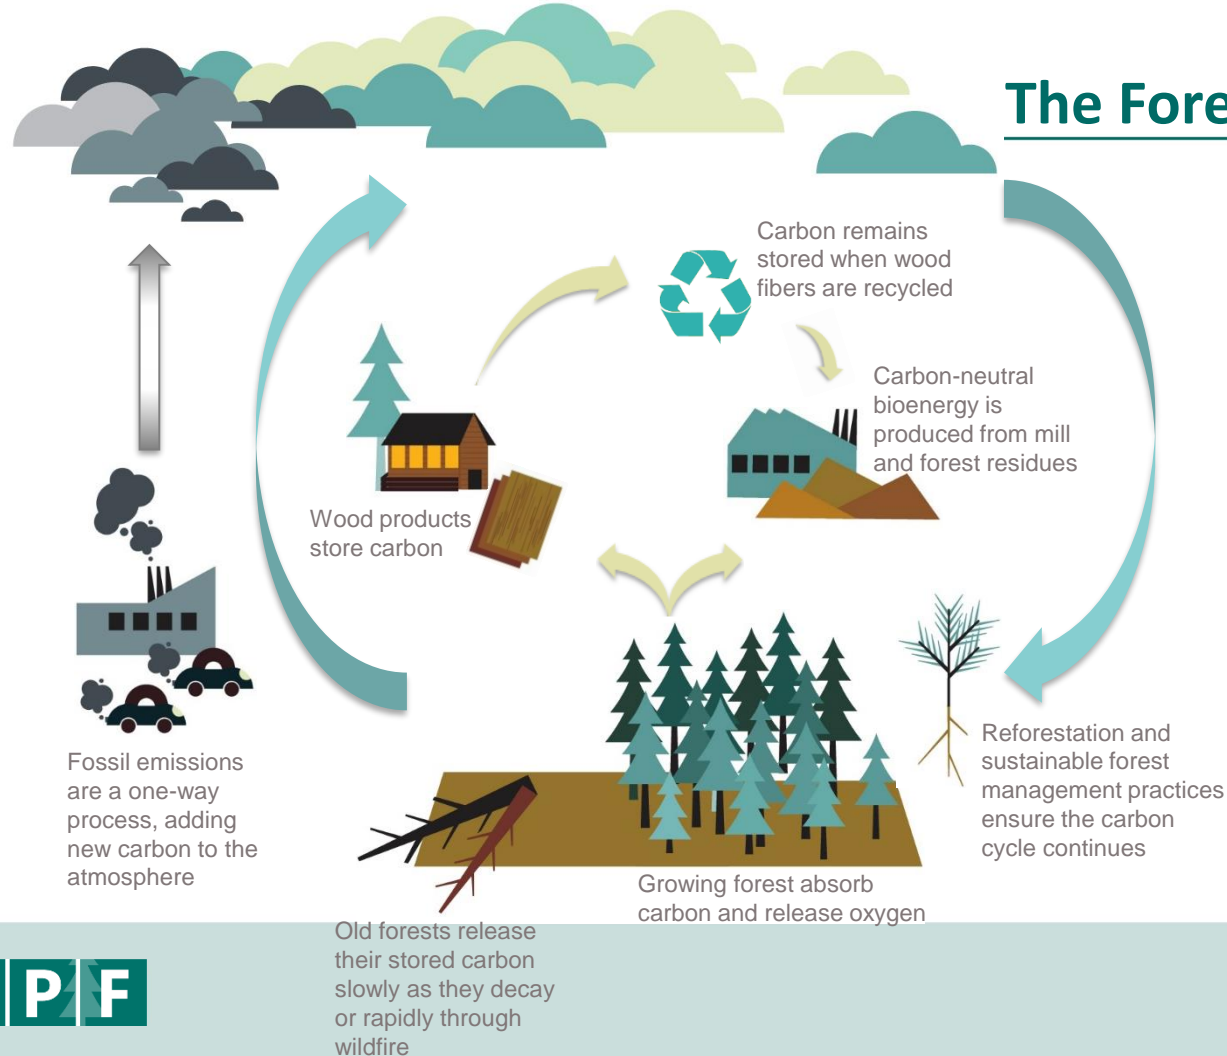 The Fore
Carbon remains
stored when wood
fibers are recycled
Carbon-neutral
bioenergy is
produced from mill
and forest residues
Wood products
store carbon
Fossil emissions
are a one-way
process, adding
new carbon to the
atmosphere
Reforestation and
sustainable forest
management practices
ensure the carbon
cycle continues
Growing forest absorb
carbon and release oxygen
Old forests release
their stored carbon
slowly as they decay
or rapidly through
wildfire
PF